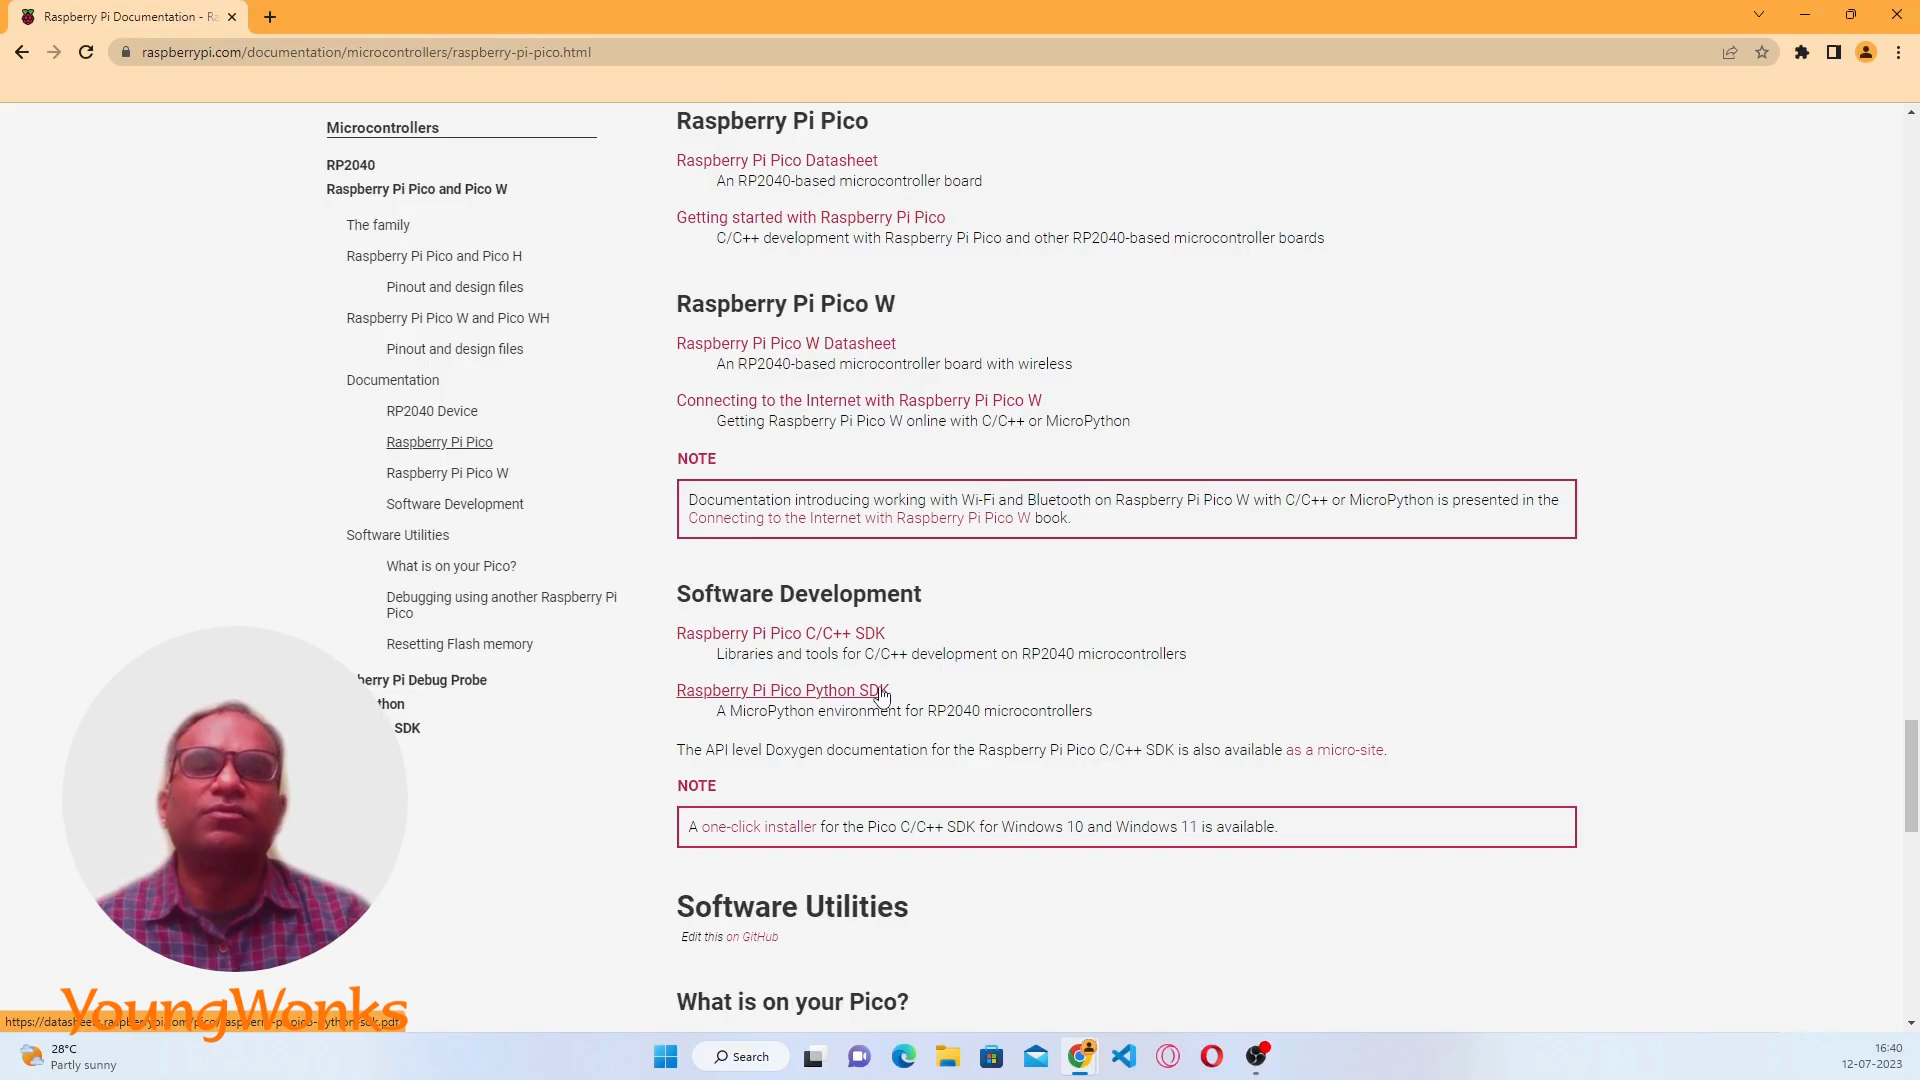 Raspberry Pi Documentation - Ra
raspberrypi.com/documentation/microcontrollers/raspberry-pi-pico.html
Microcontrollers
RP2040
Raspberry Pi Pico and Pico W
The family
Raspberry Pi Pico and Pico H
Pinout and design files
Raspberry Pi Pico W and Pico WH
Pinout and design files
Documentation
RP2040 Device
Raspberry Pi Pico
Raspberry Pi Pico W
Software Development
Software Utilities
What is on your Pico?
Debugging using another Raspberry Pi
Pico
Resetting Flash memory
berry Pi Debug Probe
thon
SDK
Raspberry Pi Pico
Raspberry Pi Pico Datasheet
An RP2040-based microcontroller board
Getting started with Raspberry Pi Pico
C/C++ development with Raspberry Pi Pico and other RP2040-based microcontroller boards
Raspberry Pi Pico W
Raspberry Pi Pico W Datasheet
An RP2040-based microcontroller board with wireless
Connecting to the Internet with Raspberry Pi Pico W
Getting Raspberry Pi Pico W online with C/C++ or MicroPython
NOTE
Documentation introducing working with Wi-Fi and Bluetooth on Raspberry Pi Pico W with C/C++ or MicroPython is presented in the
Connecting to the Internet with Raspberry Pi Pico W book.
Software Development
Raspberry Pi Pico C/C++ SDK
Libraries and tools for C/C++ development on RP2040 microcontrollers
Raspberry Pi Pico Python SDK
A MicroPython environment for RP2040 microcontrollers
The API level Doxygen documentation for the Raspberry Pi Pico C/C++ SDK is also available as a micro-site.
NOTE
A one-click installer for the Pico C/C++ SDK for Windows 10 and Windows 11 is available.
Software Utilities
Edit this on GitHub
What is on your Pico?
YoungWonks
28°C
Partly sunny
Search
16:40
12-07-2023